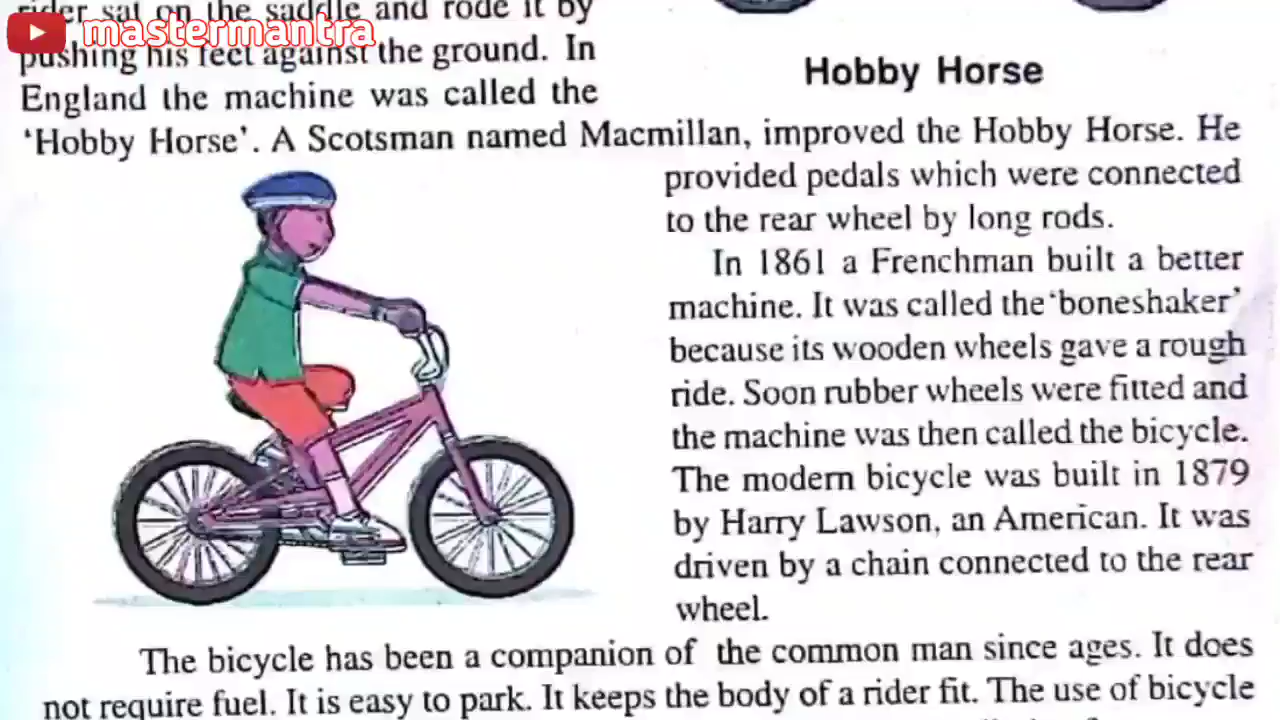 rider sat on the saddle and rode it by
mastermantra
pushing his feet against the ground. In
England the machine was called the
Hobby Horse
‘Hobby Horse’. A Scotsman named Macmillan, improved the Hobby Horse. He
provided pedals which were connected
to the rear wheel by long rods.
In 1861 a Frenchman built a better
machine. It was called the ‘boneshaker’
because its wooden wheels gave a rough
ride. Soon rubber wheels were fitted and
the machine was then called the bicycle.
The modern bicycle was built in 1879
by Harry Lawson, an American. It was
driven by a chain connected to the rear
wheel.
The bicycle has been a companion of the common man since ages. It does
not require fuel. It is easy to park. It keeps the body of a rider fit. The use of bicycle